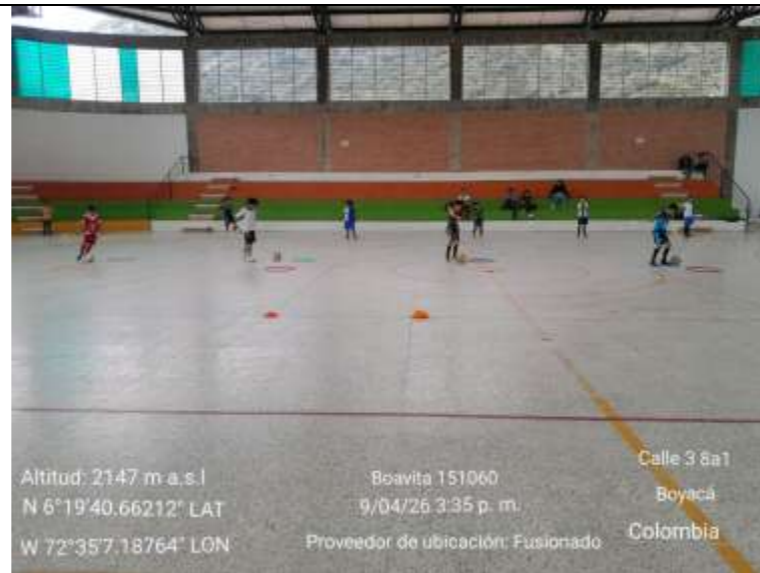 Altitud: 2147 m a.s.l
N 6°19'40.66212" LAT
W 72°35'7.18764" LON
Boavita 151060
9/04/26 3:35 p. m.
Proveedor de ubicación: Fusionado
Calle 3 8a1
Boyacá
Colombia